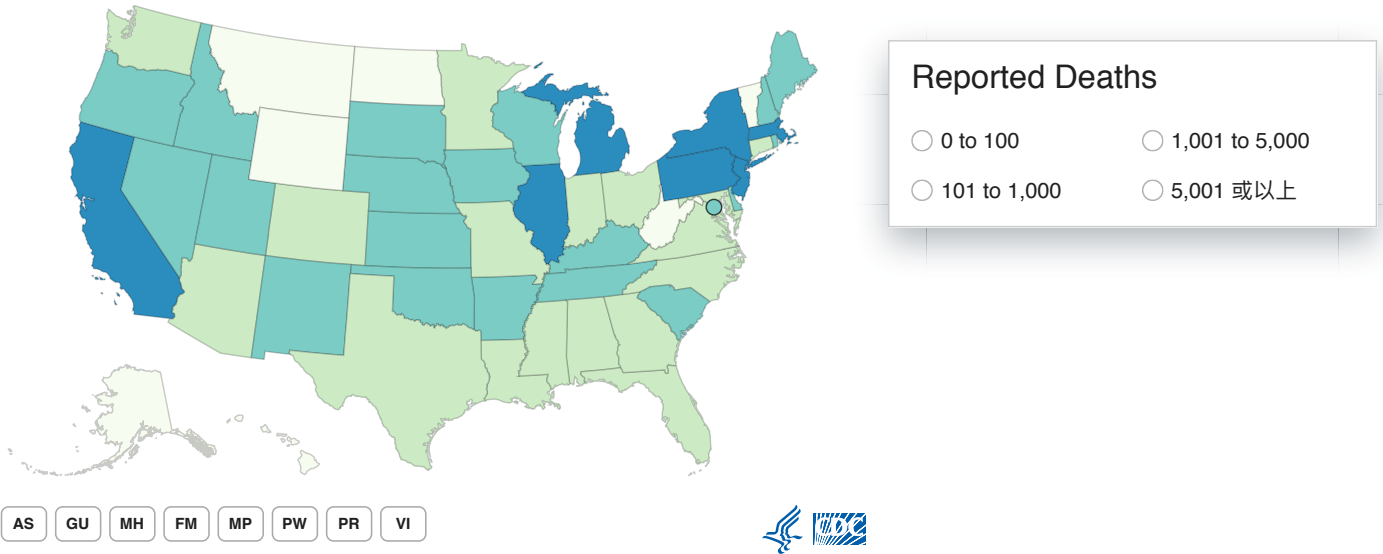 Reported Deaths
0 to 100
1,001 to 5,000
101 to 1,000
5,001 或以上
AS GU MH FM MP PW PR VI
CDC